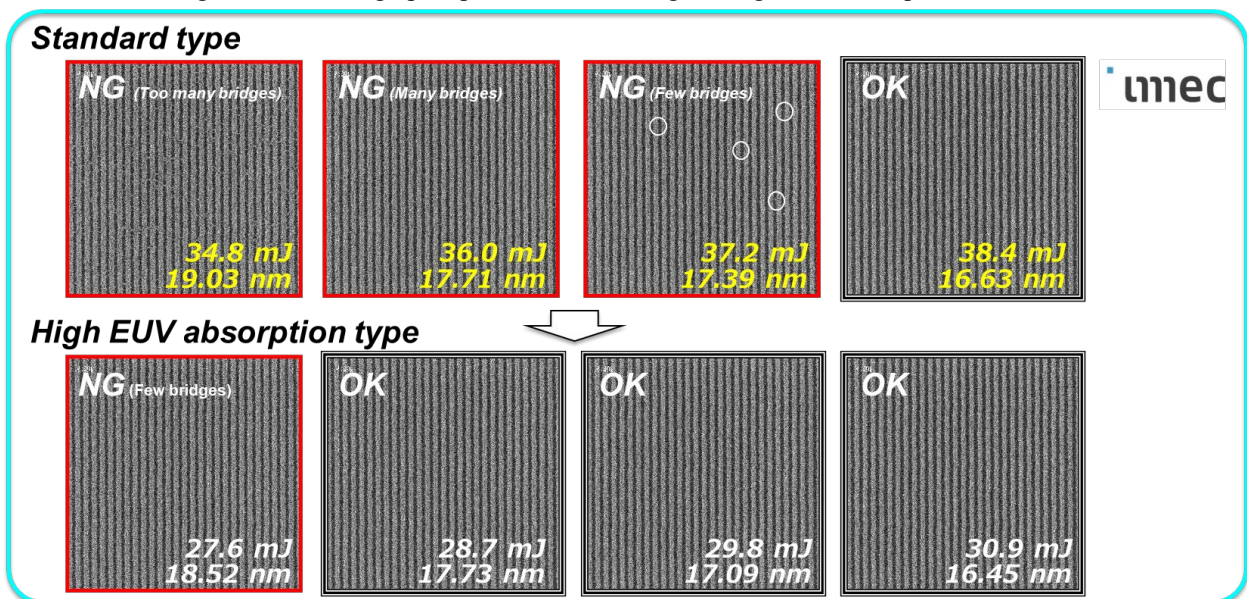 Standard type
NG (Too many bridges)
34.8 mJ
19.03 nm
NG (Many bridges)
36.0 mJ
17.71 nm
NG (Few bridges)
37.2 mJ
17.39 nm
OK
38.4 mJ
16.63 nm
imec
High EUV absorption type
NG (Few bridges)
27.6 mJ
18.52 nm
OK
28.7 mJ
17.73 nm
OK
29.8 mJ
17.09 nm
OK
30.9 mJ
16.45 nm